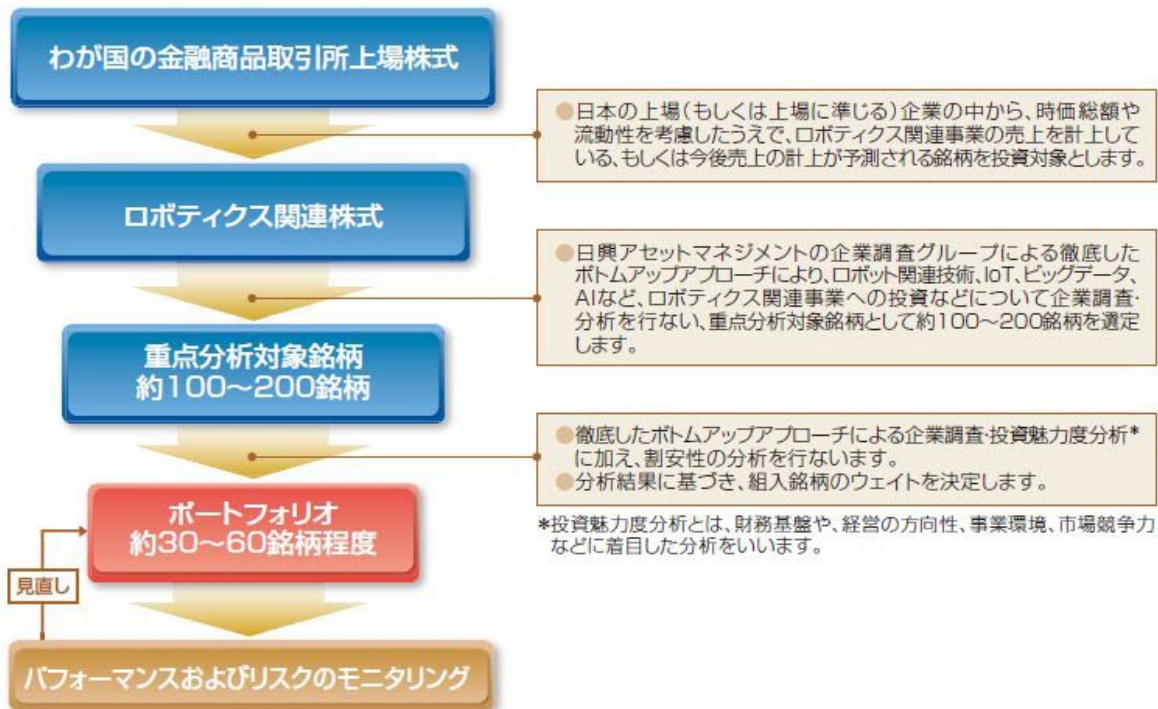 わが国の金融商品取引所上場株式
●日本の上場(もしくは上場に準じる)企業の中から、時価総額や
流動性を考慮したうえで、ロボティクス関連事業の売上を計上して
いる、もしくは今後売上の計上が予測される銘柄を投資対象とします。
ロボティクス関連株式
●日興アセットマネジメントの企業調査グループによる徹底した
ボトムアップアプローチにより、ロボット関連技術、IoT、ビッグデータ、
AIなど、ロボティクス関連事業への投資などについて企業調査・
分析を行ない、重点分析対象銘柄として約100～200銘柄を選定
します。
重点分析対象銘柄
約100～200銘柄
●徹底したボトムアップアプローチによる企業調査・投資魅力度分析*
に加え、割安性の分析を行ないます。
●分析結果に基づき、組入銘柄のウェイトを決定します。
ポートフォリオ
約30～60銘柄程度
*投資魅力度分析とは、財務基盤や、経営の方向性、事業環境、市場競争力
などに着目した分析をいいます。
見直し
パフォーマンスおよびリスクのモニタリング